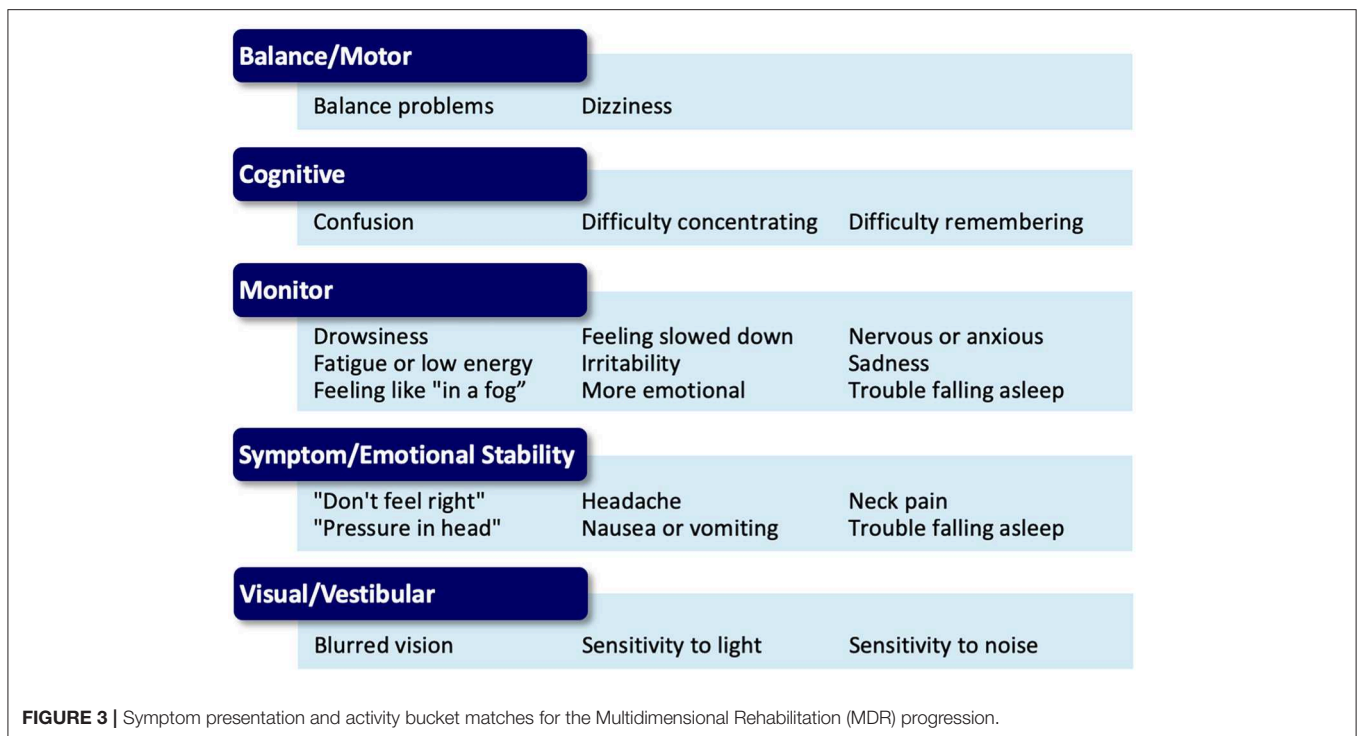 Balance/Motor
Balance problems Dizziness
Cognitive
Confusion Difficulty concentrating Difficulty remembering
Monitor
Drowsiness Feeling slowed down Nervous or anxious
Fatigue or low energy Irritability Sadness
Feeling like "in a fog” More emotional Trouble falling asleep
Symptom/Emotional Stability
"Don't feel right" Headache Neck pain
"Pressure in head" Nausea or vomiting Trouble falling asleep
Visual/Vestibular
Blurred vision Sensitivity to light Sensitivity to noise
FIGURE 3 | Symptom presentation and activity bucket matches for the Multidimensional Rehabilitation (MDR) progression.